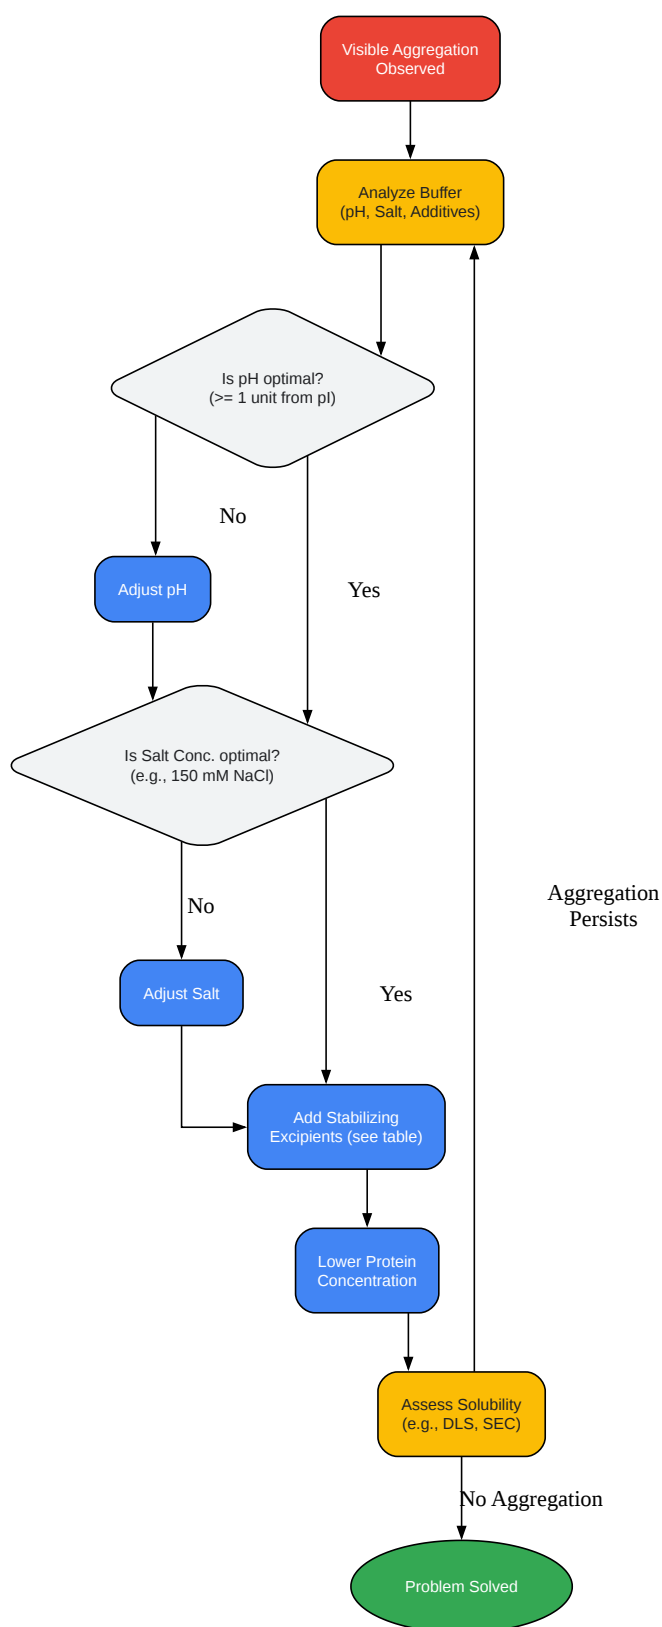 Visible Aggregation
Observed
Analyze Buffer
(pH, Salt, Additives)
Is pH optimal?
(>= 1 unit from pI)
No
Adjust pH
Yes
Is Salt Conc. optimal?
(e.g., 150 mM NaCl)
Aggregation
Persists
No
Adjust Salt
Yes
Add Stabilizing
Excipients (see table)
Lower Protein
Concentration
Assess Solubility
(e.g., DLS, SEC)
No Aggregation
Problem Solved